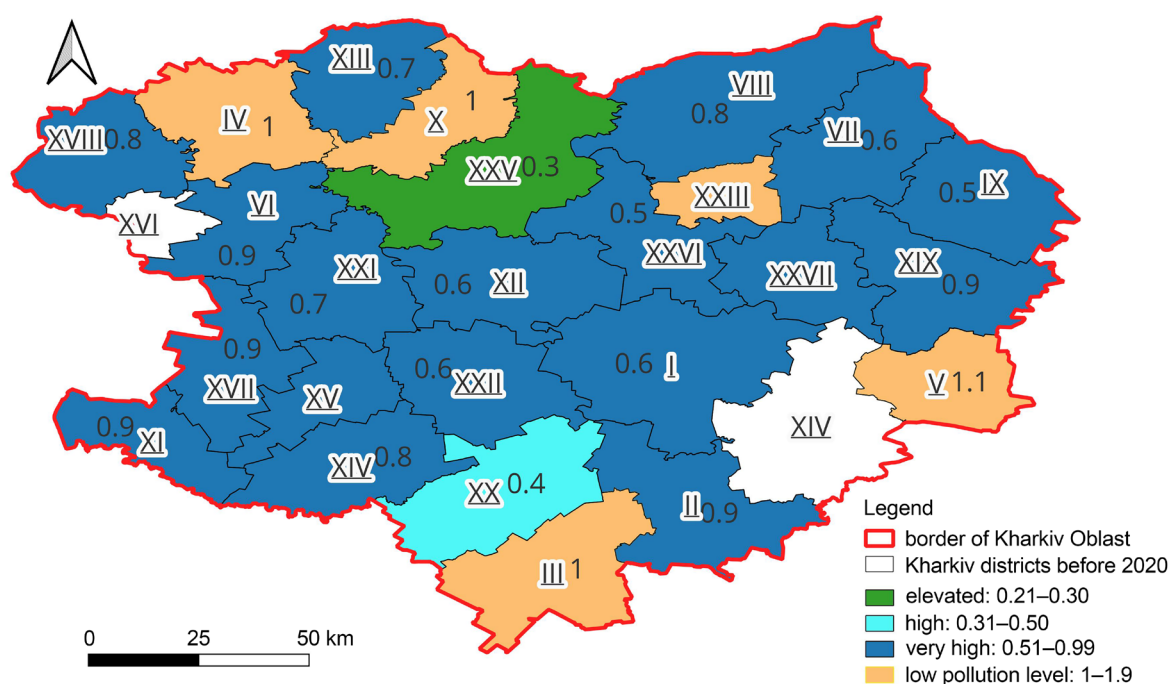 XIII 0.7
VIII
0.8
X 1
IV 1
XVIII 0.8
VII 0.6
XXV 0.3
IX
0.5
XXIII
0.5
VI
XVI
0.9
XXI
XXVI
XXVII
XIX
0.9
XII
0.6
0.7
0.9
I
0.6
0.6
XXII
XVII
XV
V 1.1
0.9
XI
XIV
XIV 0.8
XX 0.4
II 0.9
III 1
Legend
border of Kharkiv Oblast
Kharkiv districts before 2020
elevated: 0.21–0.30
high: 0.31–0.50
very high: 0.51–0.99
low pollution level: 1–1.9
0 25 50 km